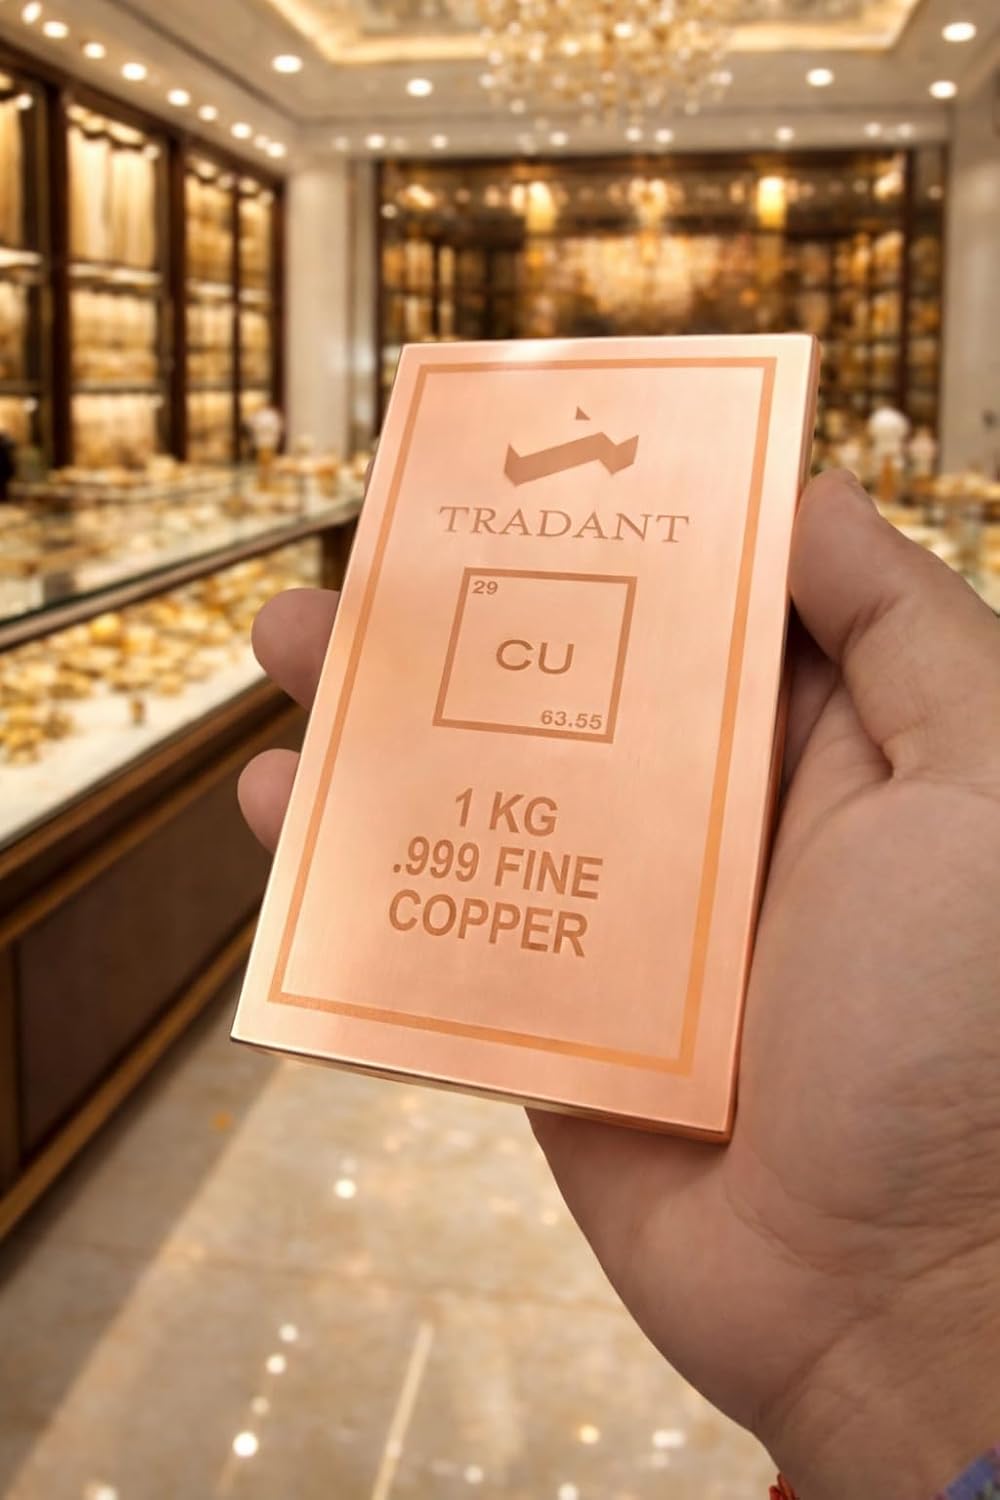 TRADANT
29
CU
63.55
1 KG
.999 FINE
COPPER